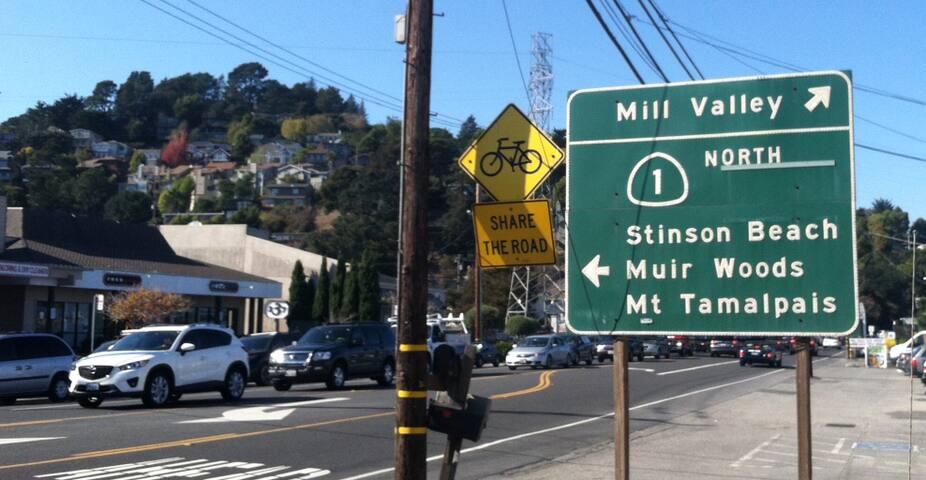 Mill Valley
NORTH
1
Stinson Beach
Muir Woods
Mt Tamalpais
SHARE
THE ROAD